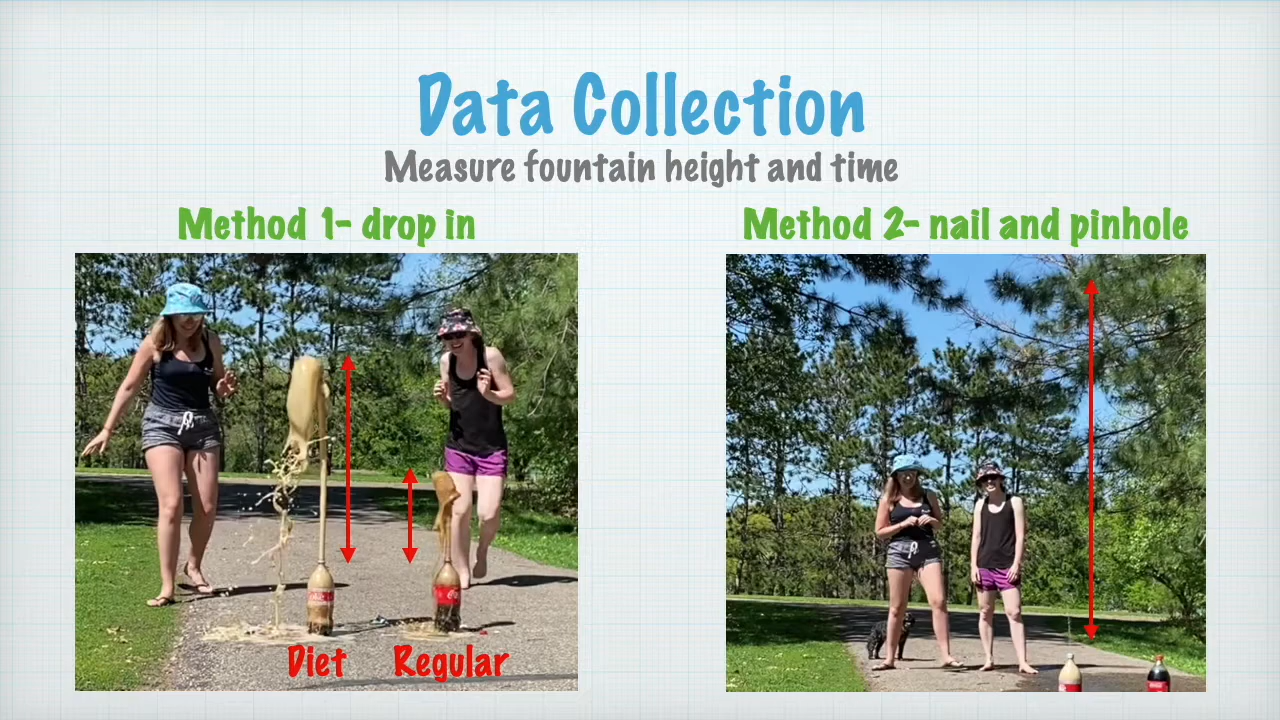 Data Collection
Measure fountain height and time
Method 1- drop in
Method 2- nail and pinhole
Diet
Regular